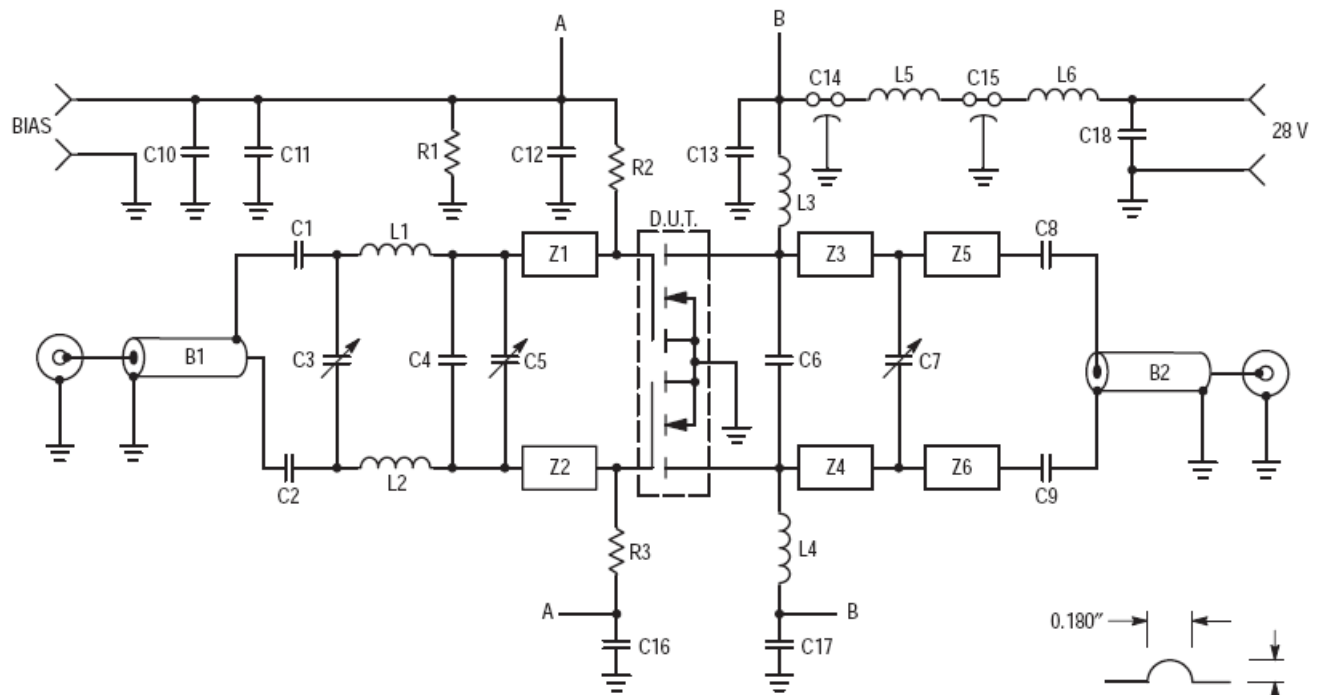 A
B
C14
L5
C15
L6
BIAS
C10
C11
R1
C12
R2
C13
C18
28 V
L3
C1
L1
Z1
D.U.T.
Z3
Z5
C8
B1
C3
C4
C5
C6
C7
B2
C2
L2
Z2
Z4
Z6
C9
R3
L4
A
B
C16
C17
0.180″